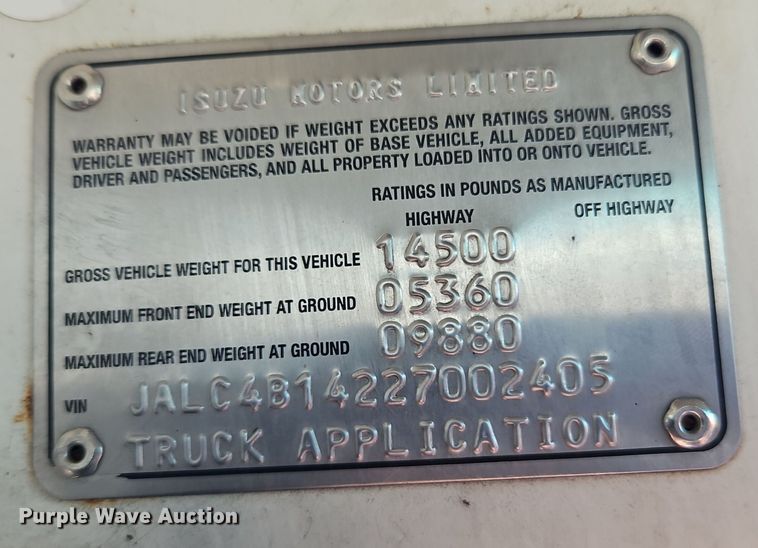 ISUZU MOTORS LIMITED
WARRANTY MAY BE VOIDED IF WEIGHT EXCEEDS ANY RATINGS SHOWN. GROSS
VEHICLE WEIGHT INCLUDES WEIGHT OF BASE VEHICLE, ALL ADDED EQUIPMENT,
DRIVER AND PASSENGERS, AND ALL PROPERTY LOADED INTO OR ONTO VEHICLE.
RATINGS IN POUNDS AS MANUFACTURED
HIGHWAY OFF HIGHWAY
GROSS VEHICLE WEIGHT FOR THIS VEHICLE 14500
MAXIMUM FRONT END WEIGHT AT GROUND 05360
MAXIMUM REAR END WEIGHT AT GROUND 09880
VIN JALC4B14227002405
TRUCK APPLICATION
Purple Wave Auction